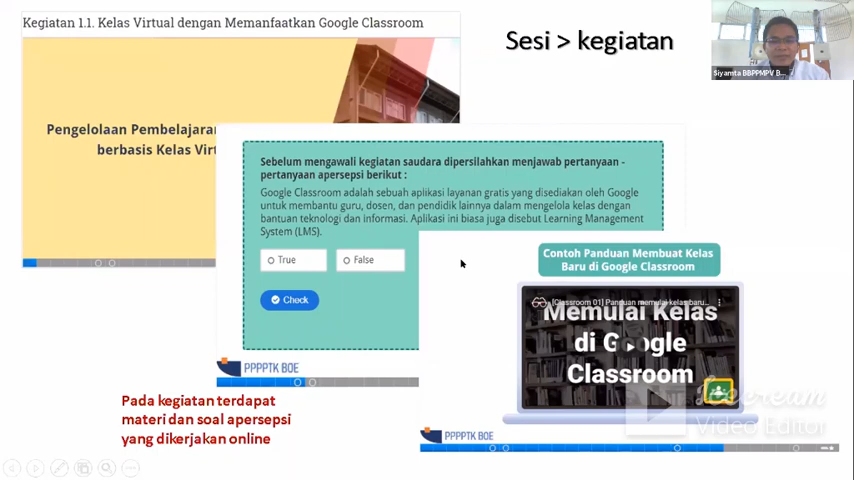 Kegiatan 1.1. Kelas Virtual dengan Memanfaatkan Google Classroom
Sesi > kegiatan
Siyamta BBPPMPV B...
Pengelolaan Pembelajaran
berbasis Kelas Virt
Sebelum mengawali kegiatan saudara dipersilahkan menjawab pertanyaan -
pertanyaan apersepsi berikut :
Google Classroom adalah sebuah aplikasi layanan gratis yang disediakan oleh Google
untuk membantu guru, dosen, dan pendidik lainnya dalam mengelola kelas dengan
bantuan teknologi dan informasi. Aplikasi ini biasa juga disebut Learning Management
System (LMS).
True
False
Check
PPPPTK BOE
Contoh Panduan Membuat Kelas
Baru di Google Classroom
[Classroom 01] Panduan memulai kelas baru...
Memulai Kelas
di Google
Classroom
PPPPTK BOE
Icecream
Video Editor
Pada kegiatan terdapat
materi dan soal apersepsi
yang dikerjakan online